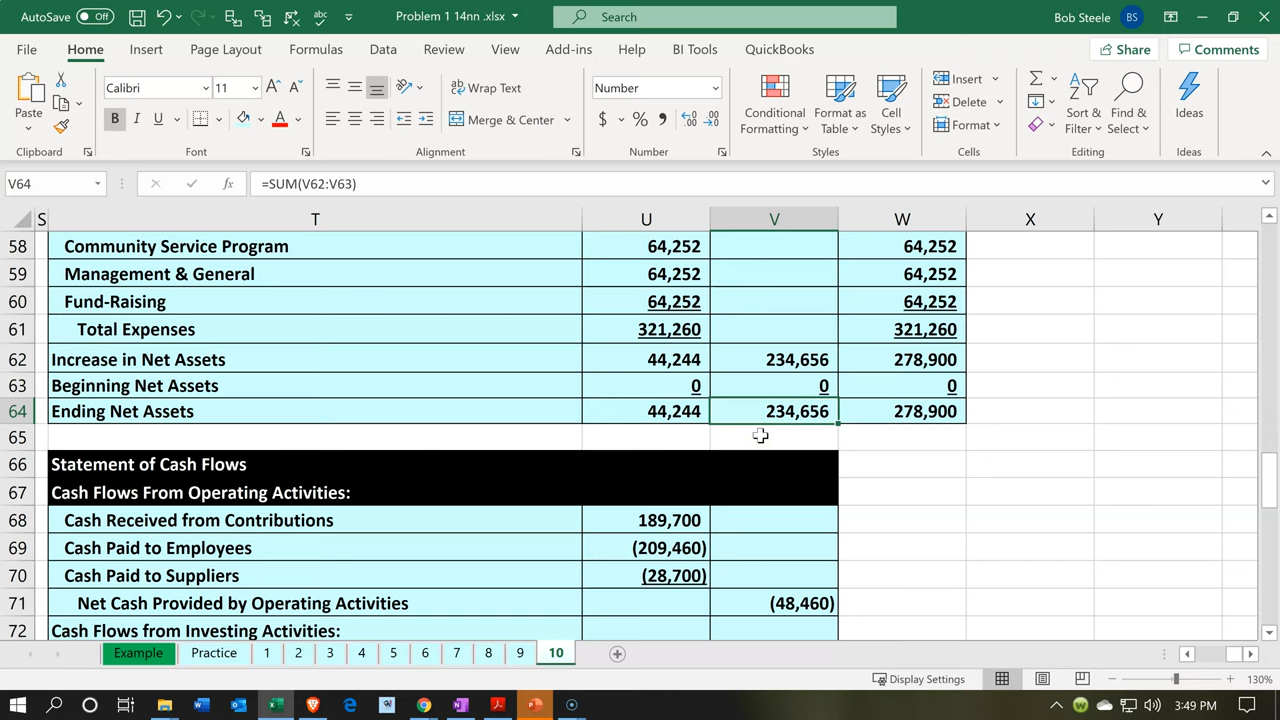 AutoSave Off Problem 1 14nn .xlsx Search Bob Steele BS
File Home Insert Page Layout Formulas Data Review View Add-ins Help BI Tools QuickBooks Share Comments
Calibri 11 Wrap Text Number Insert
Paste B I U Merge & Center $ % Conditional Formatting Format as Table Cell Styles Delete Format Sort & Filter Find & Select Ideas
Clipboard Font Alignment Number Styles Cells Editing Ideas
V64 fx =SUM(V62:V63)
S T U V W X Y
58 Community Service Program 64,252 64,252
59 Management & General 64,252 64,252
60 Fund-Raising 64,252 64,252
61 Total Expenses 321,260 321,260
62 Increase in Net Assets 44,244 234,656 278,900
63 Beginning Net Assets 0 0 0
64 Ending Net Assets 44,244 234,656 278,900
65
66 Statement of Cash Flows
67 Cash Flows From Operating Activities:
68 Cash Received from Contributions 189,700
69 Cash Paid to Employees (209,460)
70 Cash Paid to Suppliers (28,700)
71 Net Cash Provided by Operating Activities (48,460)
72 Cash Flows from Investing Activities:
Example Practice 1 2 3 4 5 6 7 8 9 10
Display Settings 130%
3:49 PM